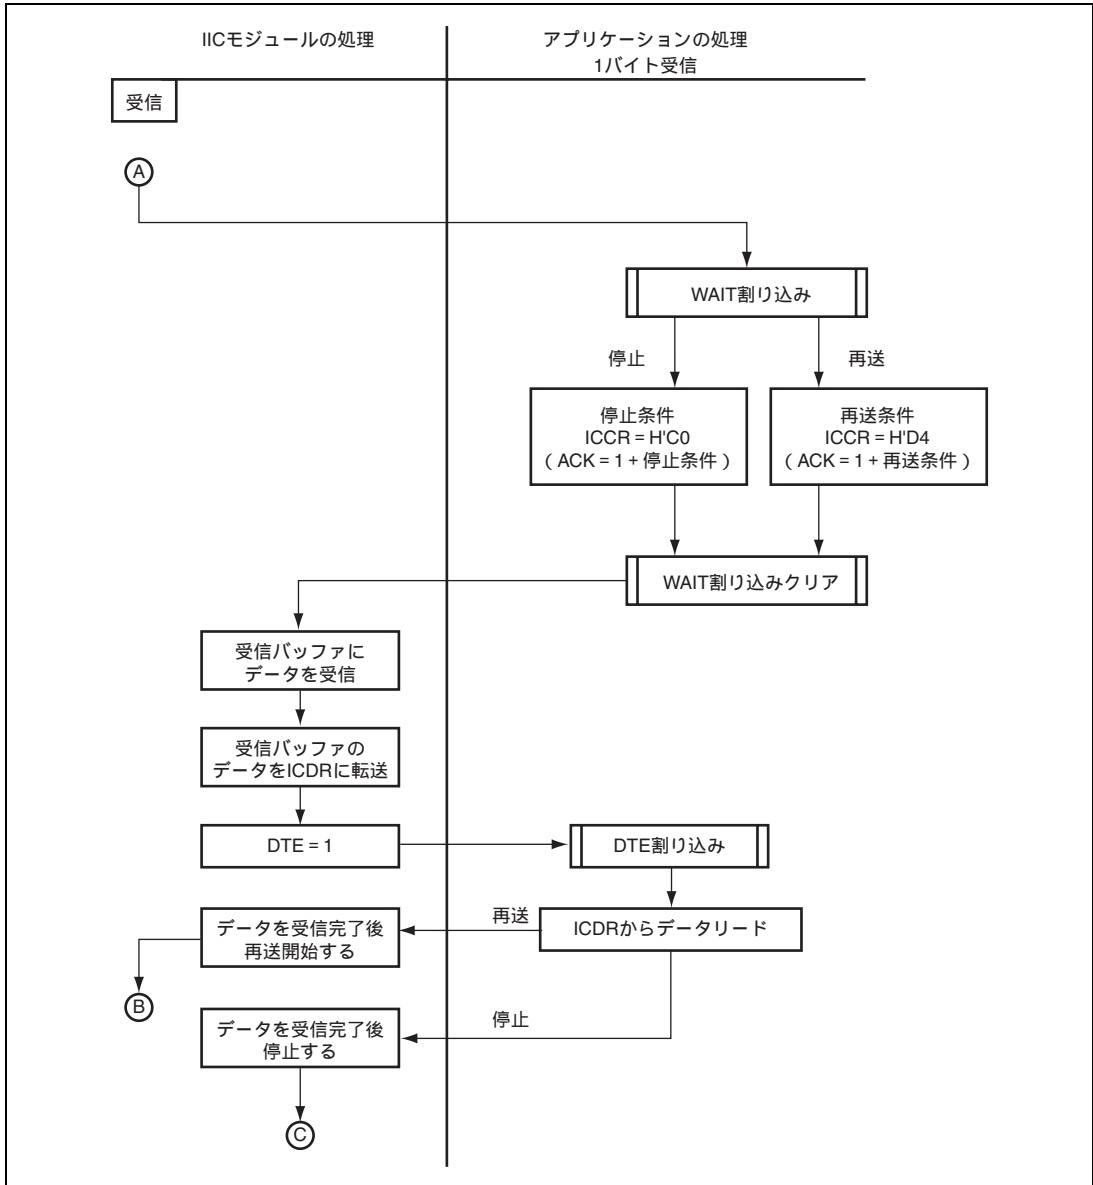 IICモジュールの処理
アプリケーションの処理
1バイト受信
受信
A
WAIT割り込み
停止
再送
停止条件
ICCR = H'C0
( ACK = 1 + 停止条件 )
再送条件
ICCR = H'D4
( ACK = 1 + 再送条件 )
WAIT割り込みクリア
受信バッファに
データを受信
受信バッファの
データをICDRに転送
DTE = 1
DTE割り込み
データを受信完了後
再送開始する
再送
ICDRからデータリード
B
データを受信完了後
停止する
停止
C